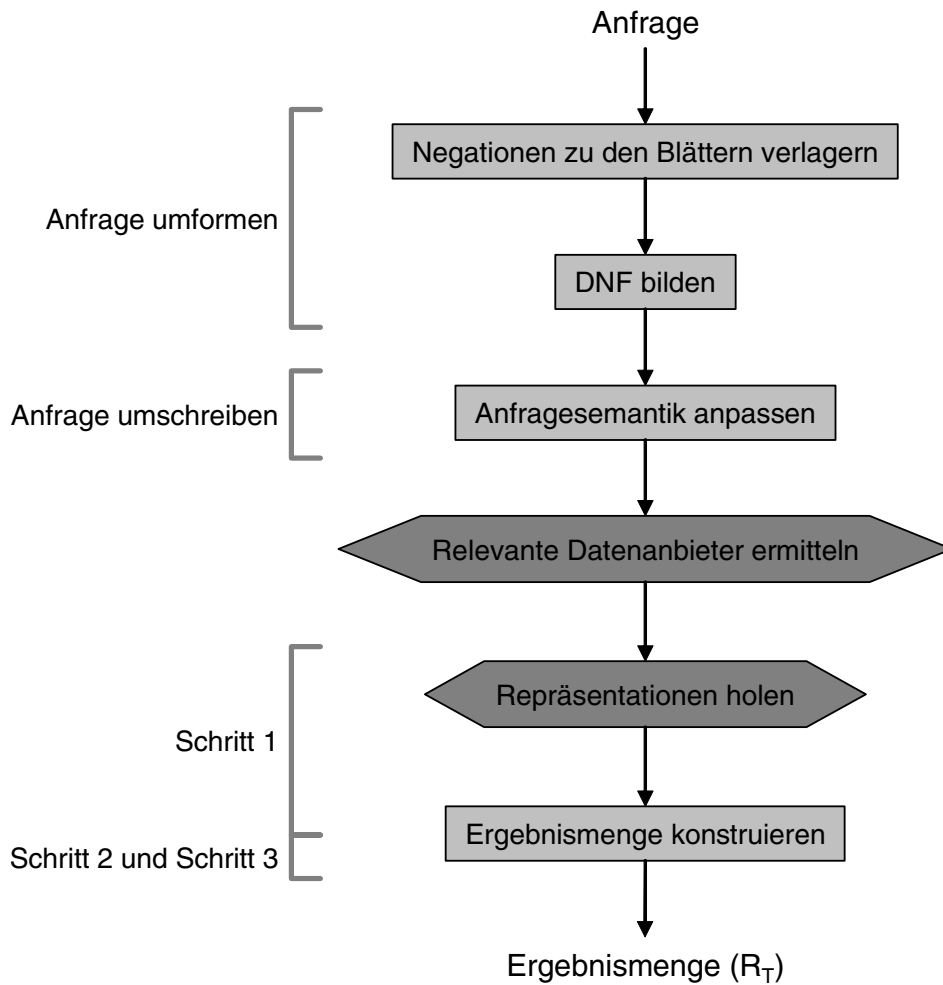 Anfrage
Negationen zu den Blättern verlagern
Anfrage umformen
DNF bilden
Anfrage umschreiben
Anfragesemantik anpassen
Relevante Datenanbieter ermitteln
Repräsentationen holen
Schritt 1
Ergebnismenge konstruieren
Schritt 2 und Schritt 3
Ergebnismenge (R_T)